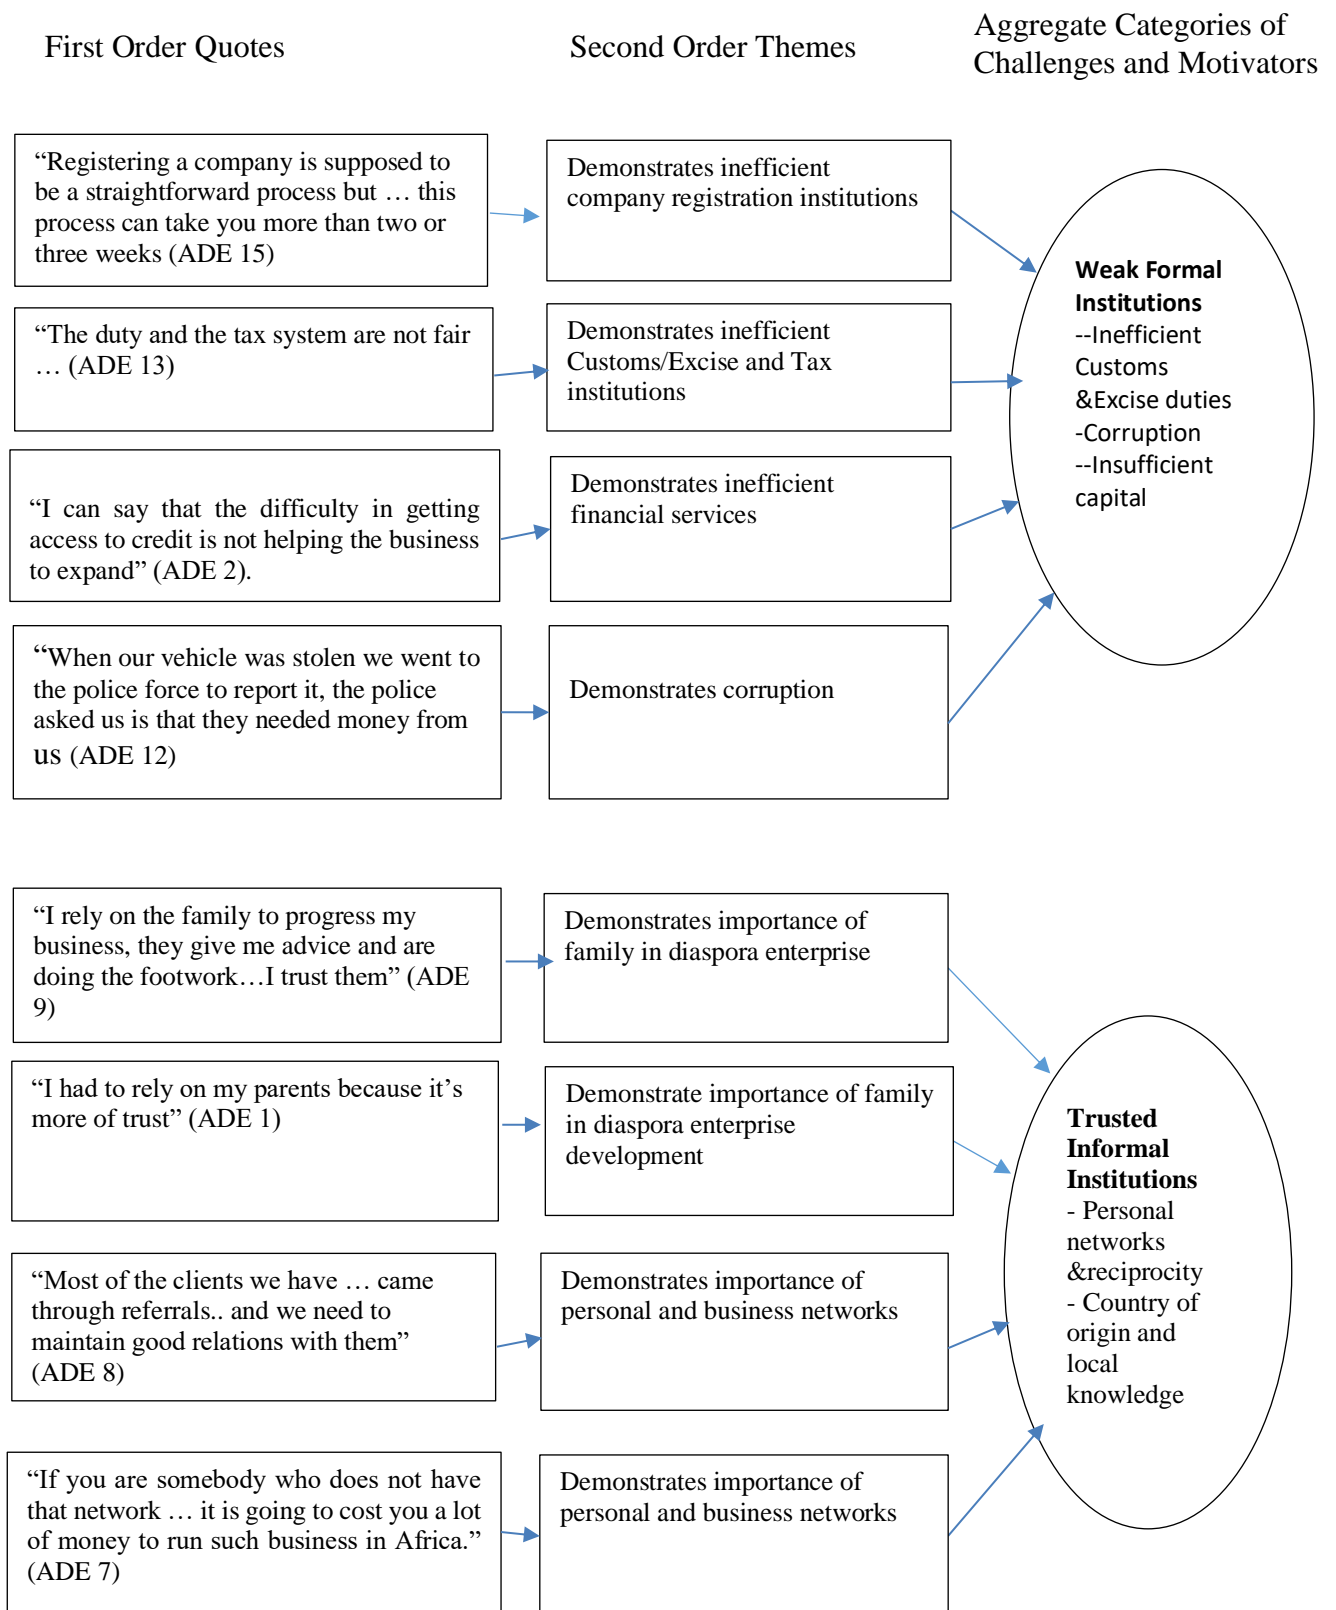 First Order Quotes
Second Order Themes
Aggregate Categories of
Challenges and Motivators
“Registering a company is supposed to
be a straightforward process but … this
process can take you more than two or
three weeks (ADE 15)
Demonstrates inefficient
company registration institutions
“The duty and the tax system are not fair
… (ADE 13)
Demonstrates inefficient
Customs/Excise and Tax
institutions
“I can say that the difficulty in getting
access to credit is not helping the business
to expand” (ADE 2).
Demonstrates inefficient
financial services
“When our vehicle was stolen we went to
the police force to report it, the police
asked us is that they needed money from
us (ADE 12)
Demonstrates corruption
Weak Formal
Institutions
--Inefficient
Customs
&Excise duties
-Corruption
--Insufficient
capital
“I rely on the family to progress my
business, they give me advice and are
doing the footwork…I trust them” (ADE
9)
Demonstrates importance of
family in diaspora enterprise
“I had to rely on my parents because it’s
more of trust” (ADE 1)
Demonstrate importance of family
in diaspora enterprise
development
“Most of the clients we have … came
through referrals.. and we need to
maintain good relations with them”
(ADE 8)
Demonstrates importance of
personal and business networks
“If you are somebody who does not have
that network … it is going to cost you a lot
of money to run such business in Africa.”
(ADE 7)
Demonstrates importance of
personal and business networks
Trusted
Informal
Institutions
- Personal
networks
&reciprocity
- Country of
origin and
local
knowledge